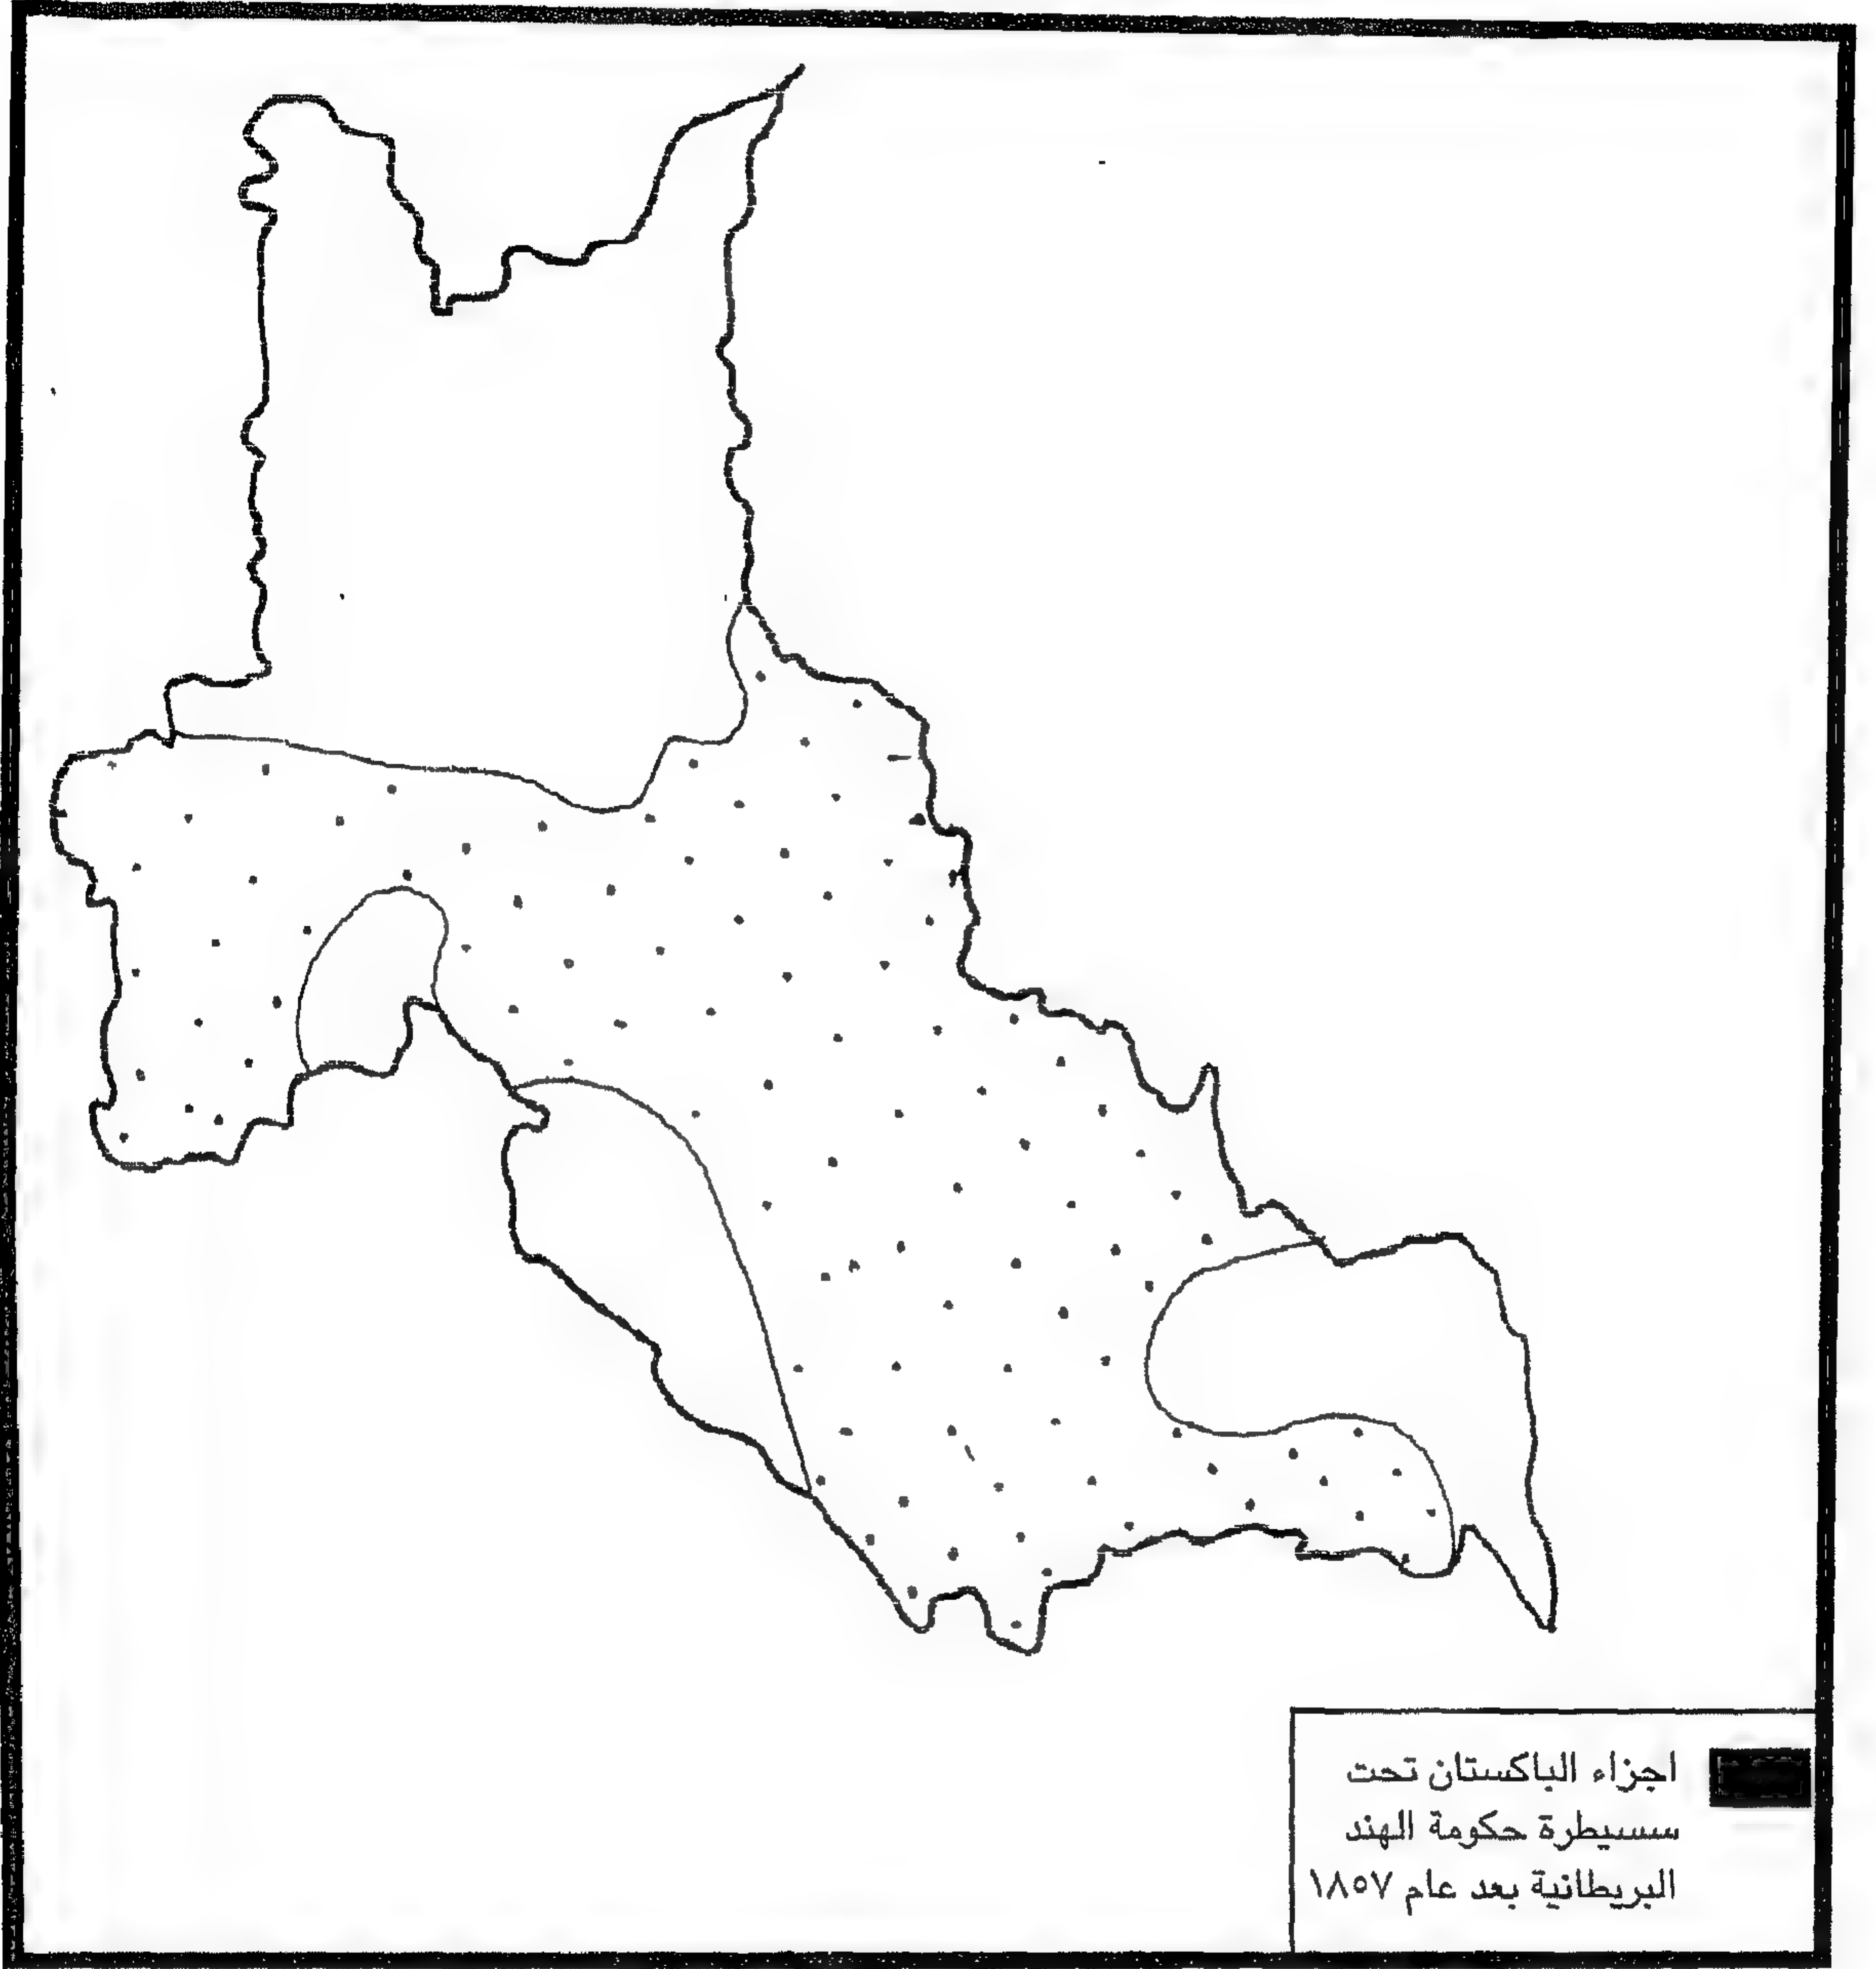 اجزاء الباكستان تحت
سسيطرة حكومة الهند
البريطانية بعد عام ١٨٥٧